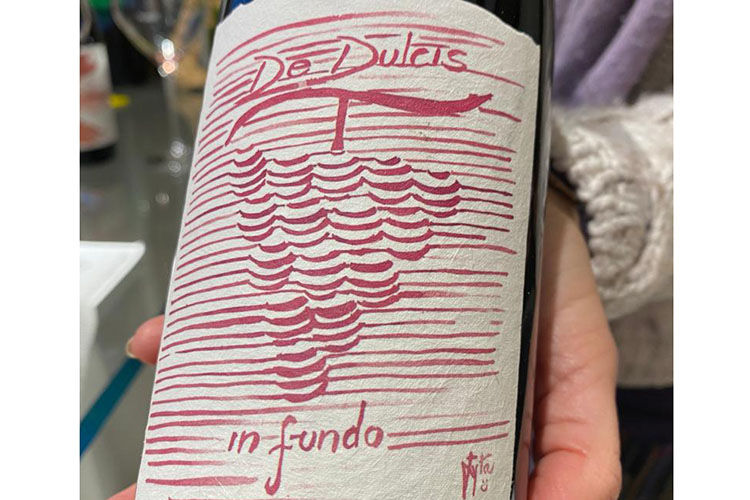 De Dulcis
in fundo